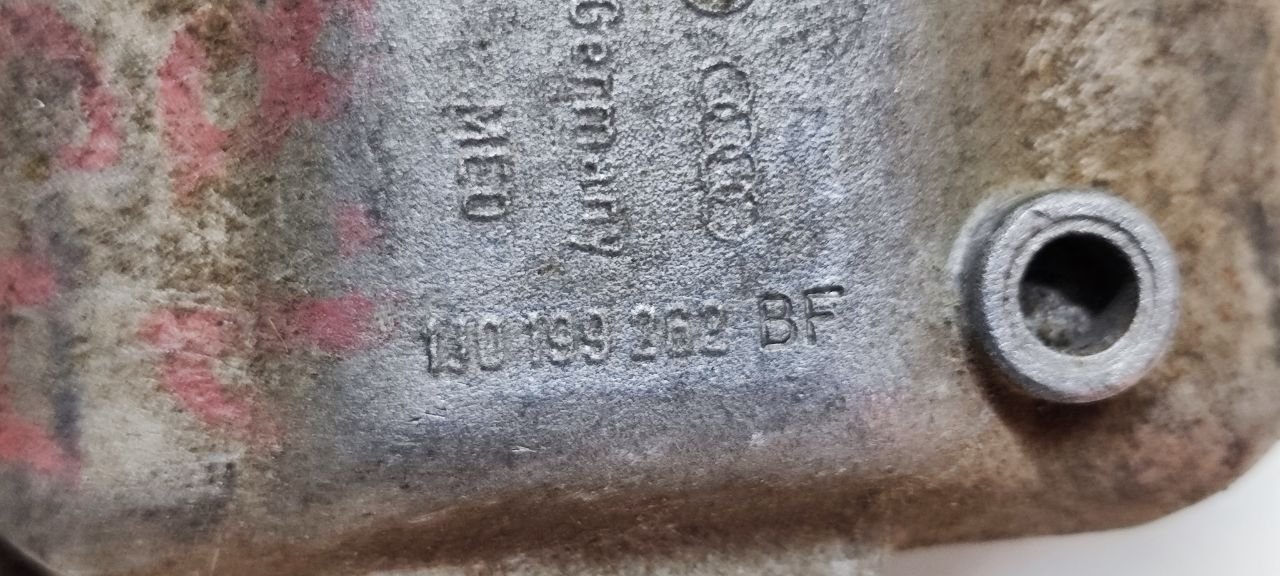 Germany
MEO
1J0 199 262 BF